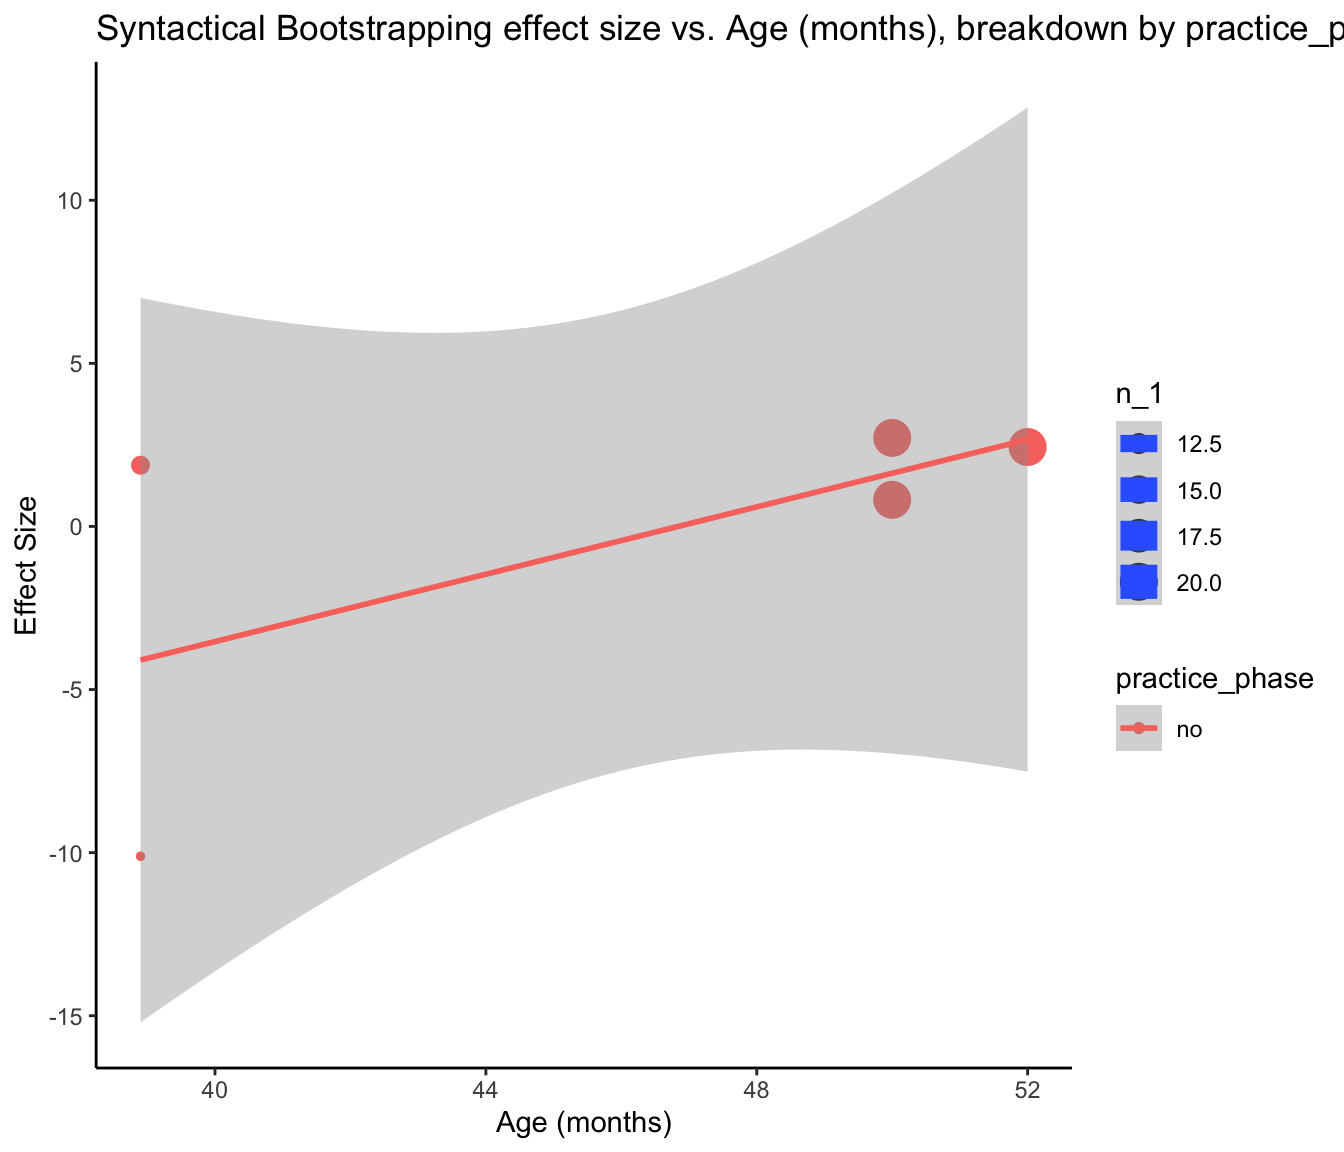 Syntactical Bootstrapping effect size vs. Age (months), breakdown by practice_p
10
5
0
-5
-10
-15
Effect Size
40 44 48 52
Age (months)
n_1
12.5
15.0
17.5
20.0
practice_phase
no